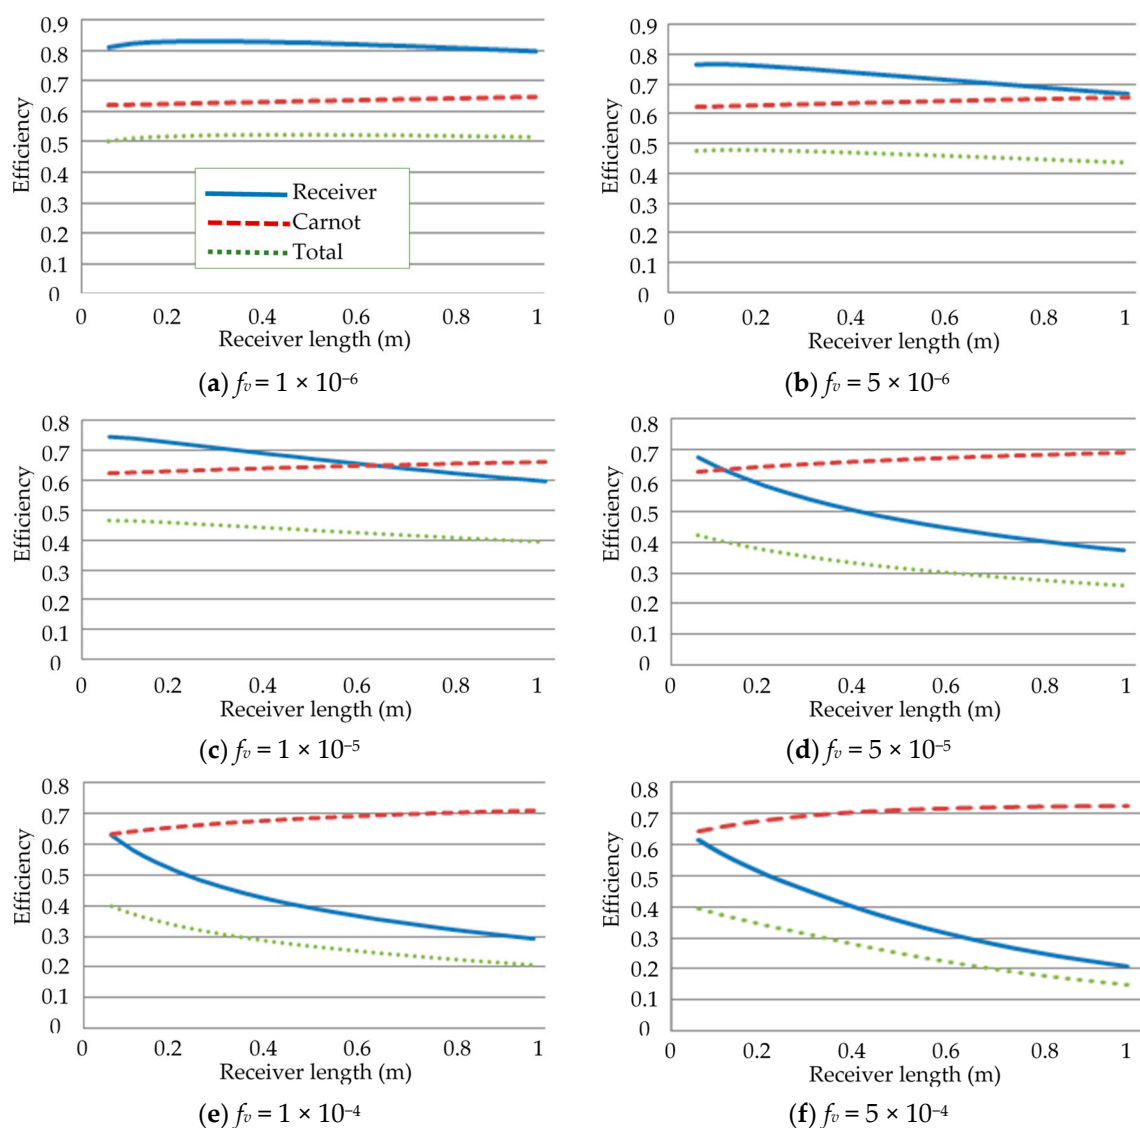 0.9
0.8
0.7
0.6
0.5
0.4
0.3
0.2
0.1
0
Efficiency
Receiver
Carnot
Total
0 0.2 0.4 0.6 0.8 1
Receiver length (m)
(a) fv = 1 × 10−6
0.9
0.8
0.7
0.6
0.5
0.4
0.3
0.2
0.1
0
Efficiency
0 0.2 0.4 0.6 0.8 1
Receiver length (m)
(b) fv = 5 × 10−6
0.8
0.7
0.6
0.5
0.4
0.3
0.2
0.1
0
Efficiency
0 0.2 0.4 0.6 0.8 1
Receiver length (m)
(c) fv = 1 × 10−5
0.8
0.7
0.6
0.5
0.4
0.3
0.2
0.1
0
Efficiency
0 0.2 0.4 0.6 0.8 1
Receiver length (m)
(d) fv = 5 × 10−5
0.8
0.7
0.6
0.5
0.4
0.3
0.2
0.1
0
Efficiency
0 0.2 0.4 0.6 0.8 1
Receiver length (m)
(e) fv = 1 × 10−4
0.8
0.7
0.6
0.5
0.4
0.3
0.2
0.1
0
Efficiency
0 0.2 0.4 0.6 0.8 1
Receiver length (m)
(f) fv = 5 × 10−4